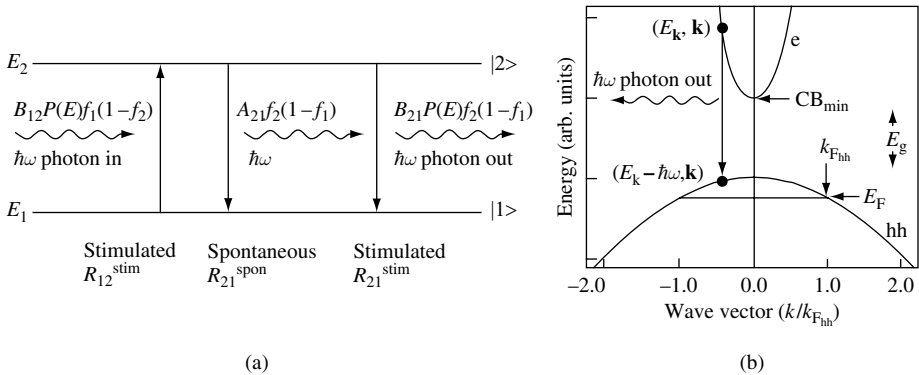 E₂ |2>
B₁₂P(E)f₁(1−f₂) A₂₁f₂(1−f₁) B₂₁P(E)f₂(1−f₁)
ħω photon in ħω ħω photon out
E₁ |1>
Stimulated Spontaneous Stimulated
R₁₂ˢᵗⁱᵐ R₂₁ˢᵖᵒⁿ R₂₁ˢᵗⁱᵐ
(a)
Energy (arb. units)
(E𝐤, 𝐤)
e
ħω photon out
CBmin
Eg
kFhh
(Ek − ħω,𝐤)
EF
hh
−2.0 −1.0 0.0 1.0 2.0
Wave vector (k/kFhh)
(b)